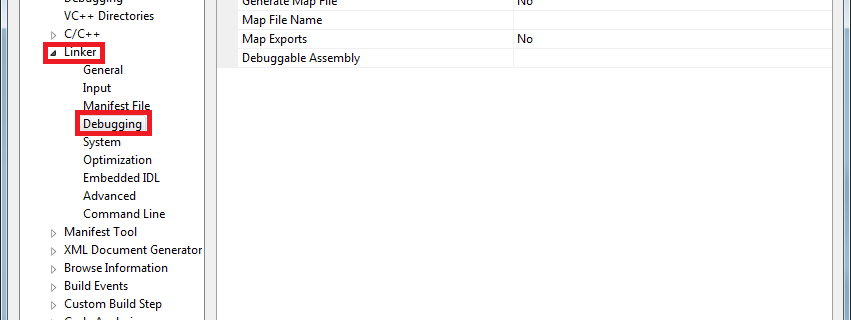 Debugging
Generate Map File No
VC++ Directories
Map File Name
C/C++
Map Exports No
Linker
Debuggable Assembly
General
Input
Manifest File
Debugging
System
Optimization
Embedded IDL
Advanced
Command Line
Manifest Tool
XML Document Generator
Browse Information
Build Events
Custom Build Step
Code Analysis